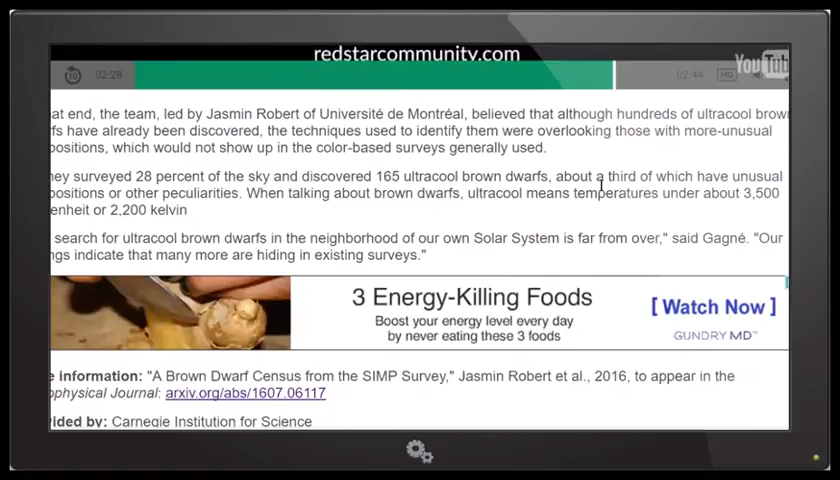 redstarcommunity.com
YouTub
02:28
02:44
HD
at end, the team, led by Jasmin Robert of Université de Montréal, believed that although hundreds of ultracool brown
fs have already been discovered, the techniques used to identify them were overlooking those with more-unusual
positions, which would not show up in the color-based surveys generally used.
hey surveyed 28 percent of the sky and discovered 165 ultracool brown dwarfs, about a third of which have unusual
positions or other peculiarities. When talking about brown dwarfs, ultracool means temperatures under about 3,500
enheit or 2,200 kelvin
search for ultracool brown dwarfs in the neighborhood of our own Solar System is far from over," said Gagné. "Our
ngs indicate that many more are hiding in existing surveys."
3 Energy-Killing Foods
Boost your energy level every day
by never eating these 3 foods
[ Watch Now ]
GUNDRY MD™
e information: "A Brown Dwarf Census from the SIMP Survey," Jasmin Robert et al., 2016, to appear in the
ophysical Journal: arxiv.org/abs/1607.06117
vided by: Carnegie Institution for Science